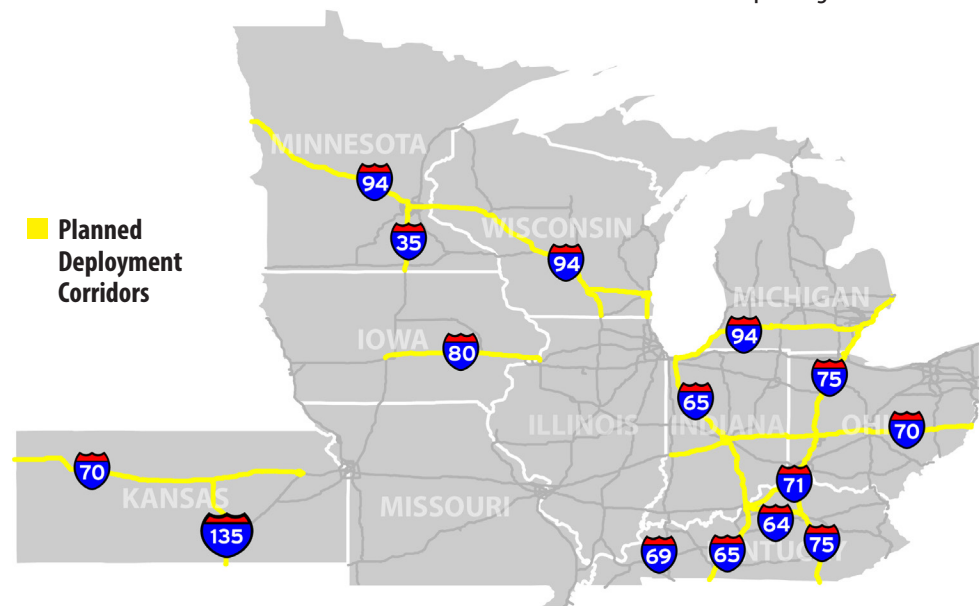 MINNESOTA
94
WISCONSIN
35
94
Planned
Deployment
Corridors
MICHIGAN
94
IOWA
80
75
65
ILLINOIS
INDIANA
70
70
KANSAS
71
MISSOURI
64
135
69
65
75